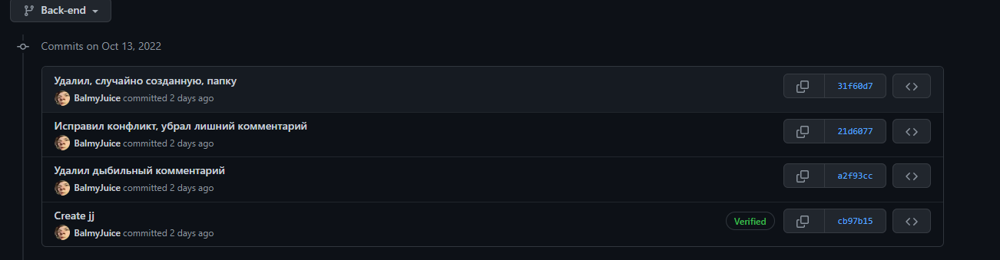 Back-end
Commits on Oct 13, 2022
Удалил, случайно созданную, папку
BalmyJuice committed 2 days ago
31f60d7
Исправил конфликт, убрал лишний комментарий
BalmyJuice committed 2 days ago
21d6077
Удалил дыбильный комментарий
BalmyJuice committed 2 days ago
a2f93cc
Create jj
BalmyJuice committed 2 days ago
Verified
cb97b15